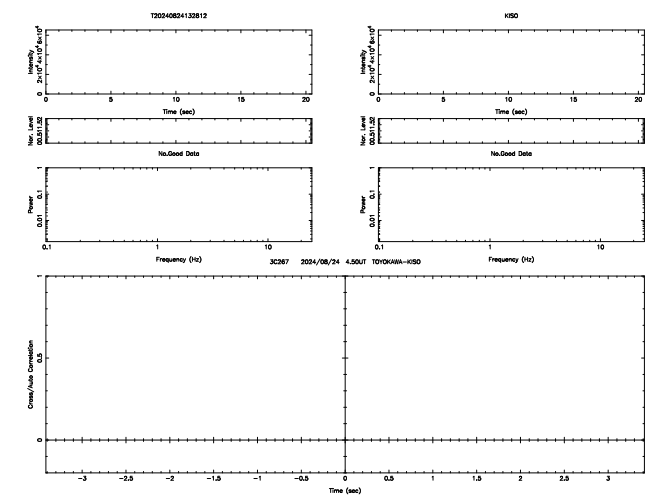 T20240824132812
KISO
Intensity
0 2×10⁴ 4×10⁴ 6×10⁴
0 5 10 15 20
Time (sec)
Intensity
0 2×10⁴ 4×10⁴ 6×10⁴
0 5 10 15 20
Time (sec)
Nor. Level
00.511.52
Nor. Level
00.511.52
No.Good Data
No.Good Data
Power
1
0.1
0.01
0.1 1 10
Frequency (Hz)
Power
1
0.1
0.01
0.1 1 10
Frequency (Hz)
3C267 2024/08/24 4.50UT TOYOKAWA-KISO
Cross/Auto Correlation
1
0.5
0
-3 -2.5 -2 -1.5 -1 -0.5 0 0.5 1 1.5 2 2.5 3
Time (sec)